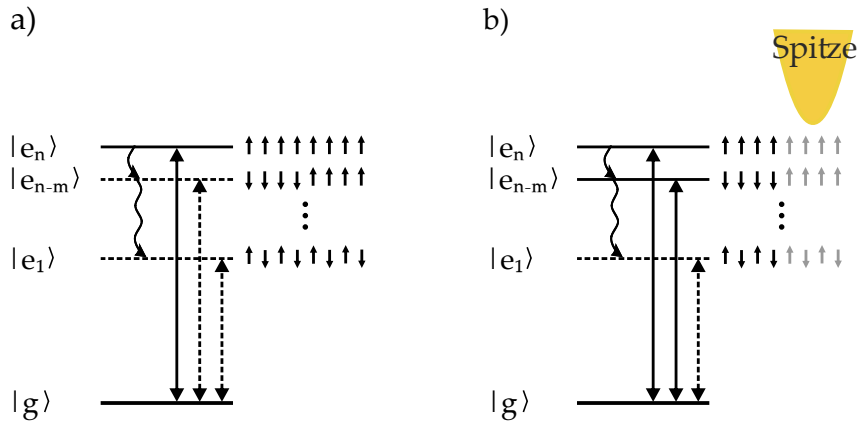 a)
|eₙ⟩
|eₙ₋ₘ⟩
|e₁⟩
|g⟩
b)
Spitze
|eₙ⟩
|eₙ₋ₘ⟩
|e₁⟩
|g⟩